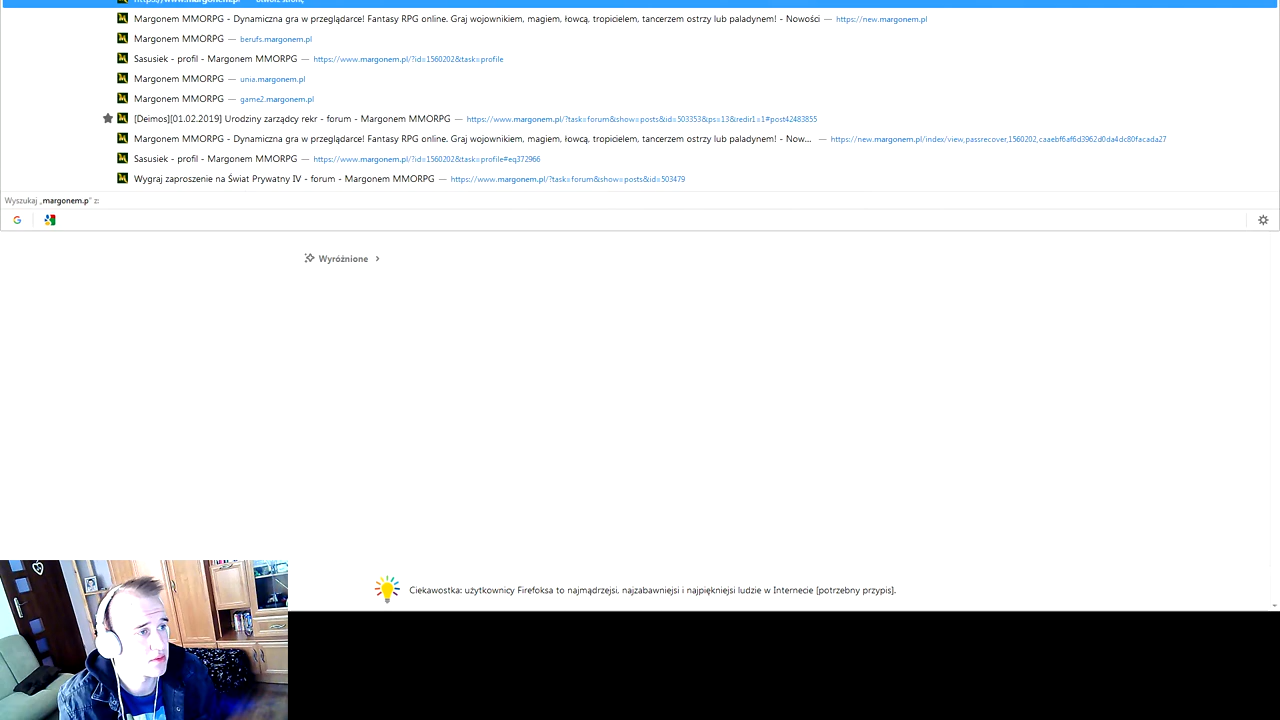 https://www.margonem.pl — otwórz stronę
Margonem MMORPG - Dynamiczna gra w przeglądarce! Fantasy RPG online. Graj wojownikiem, magiem, łowcą, tropicielem, tancerzem ostrzy lub paladynem! - Nowości — https://new.margonem.pl
Margonem MMORPG — berufs.margonem.pl
Sasusiek - profil - Margonem MMORPG — https://www.margonem.pl/?id=1560202&task=profile
Margonem MMORPG — unia.margonem.pl
Margonem MMORPG — game2.margonem.pl
[Deimos][01.02.2019] Urodziny zarządcy rekr - forum - Margonem MMORPG — https://www.margonem.pl/?task=forum&show=posts&id=503353&ps=13&redir1=1#post42483855
Margonem MMORPG - Dynamiczna gra w przeglądarce! Fantasy RPG online. Graj wojownikiem, magiem, łowcą, tropicielem, tancerzem ostrzy lub paladynem! - Now... — https://new.margonem.pl/index/view,passrecover,1560202,caaebf6af6d3962d0da4dc80facada27
Sasusiek - profil - Margonem MMORPG — https://www.margonem.pl/?id=1560202&task=profile#eq372966
Wygraj zaproszenie na Świat Prywatny IV - forum - Margonem MMORPG — https://www.margonem.pl/?task=forum&show=posts&id=503479
Wyszukaj „margonem.p” z:
Wyróżnione
Ciekawostka: użytkownicy Firefoksa to najmądrzejsi, najzabawniejsi i najpiękniejsi ludzie w Internecie [potrzebny przypis].